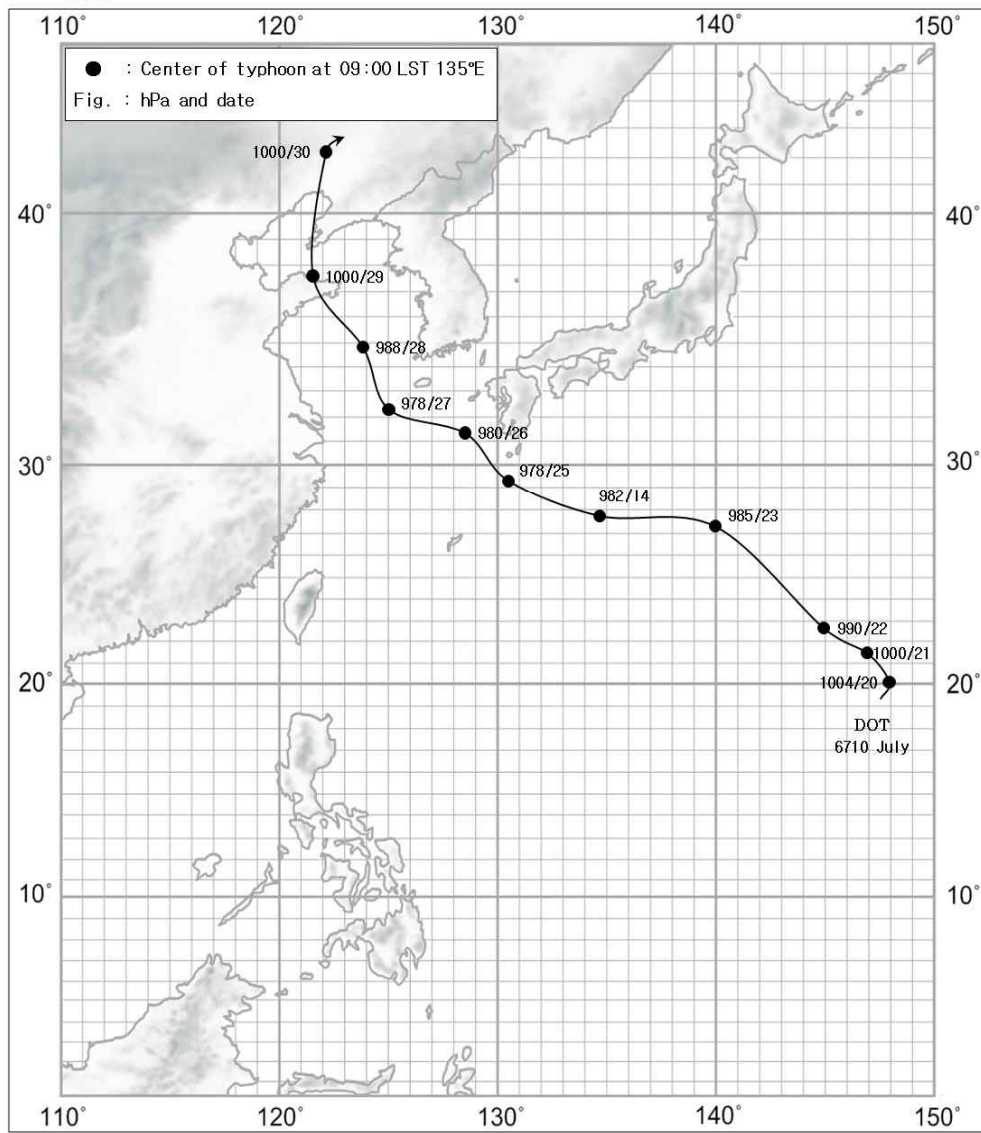 110° 120° 130° 140° 150°
● : Center of typhoon at 09:00 LST 135°E
Fig. : hPa and date
1000/30
40° 40°
1000/29
988/28
978/27
980/26
30° 30°
978/25
982/14
985/23
990/22
1000/21
20° 1004/20 20°
DOT
6710 July
10° 10°
110° 120° 130° 140° 150°